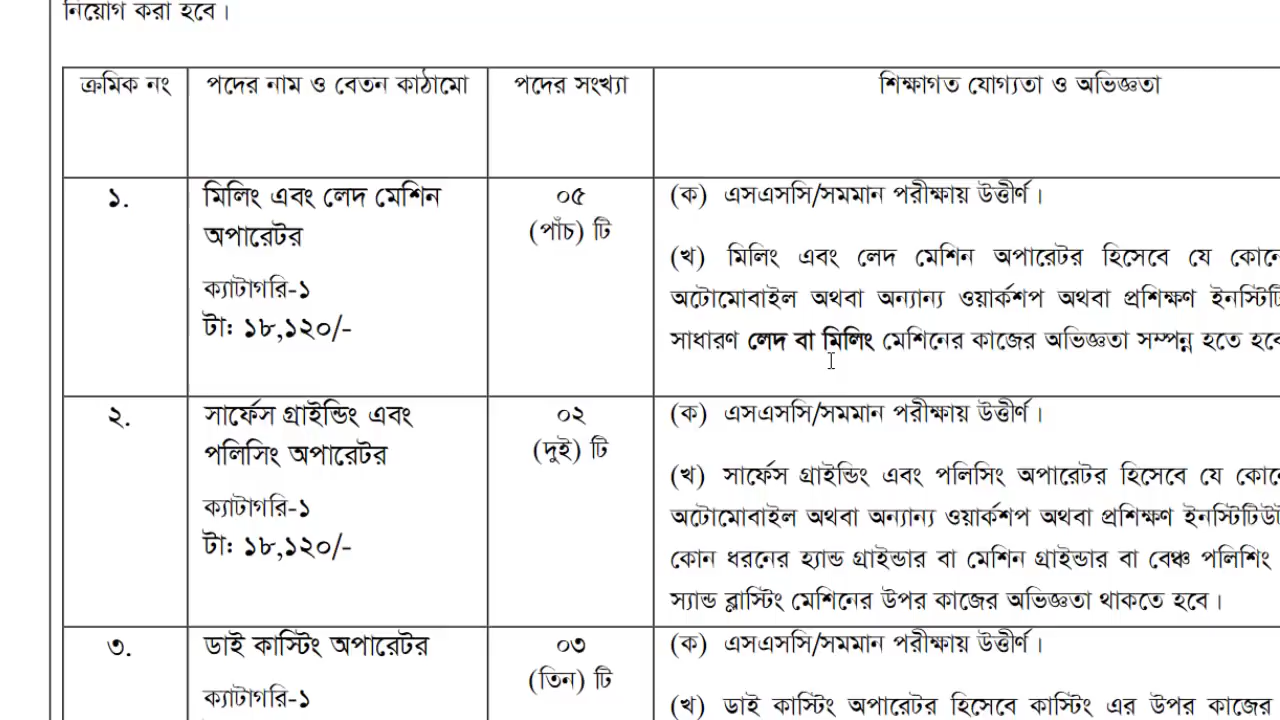 নিয়োগ করা হবে।
ক্রমিক নং
পদের নাম ও বেতন কাঠামো
পদের সংখ্যা
শিক্ষাগত যোগ্যতা ও অভিজ্ঞতা
১.
মিলিং এবং লেদ মেশিন
অপারেটর
ক্যাটাগরি-১
টাঃ ১৮,১২০/-
০৫
(পাঁচ) টি
(ক) এসএসসি/সমমান পরীক্ষায় উত্তীর্ণ।
(খ) মিলিং এবং লেদ মেশিন অপারেটর হিসেবে যে
অটোমোবাইল অথবা অন্যান্য ওয়ার্কশপ অথবা প্রশিক্ষণ
সাধারণ লেদ বা মিলিং মেশিনের কাজের অভিজ্ঞতা সম্পন্ন হতে
২.
সার্ফেস গ্রাইন্ডিং এবং
পলিসিং অপারেটর
ক্যাটাগরি-১
টাঃ ১৮,১২০/-
০২
(দুই) টি
(ক) এসএসসি/সমমান পরীক্ষায় উত্তীর্ণ।
(খ) সার্ফেস গ্রাইন্ডিং এবং পলিসিং অপারেটর হিসেবে যে
অটোমোবাইল অথবা অন্যান্য ওয়ার্কশপ অথবা প্রশিক্ষণ
কোন ধরনের হ্যান্ড গ্রাইন্ডার বা মেশিন গ্রাইন্ডার বা বেঞ্চ পলিশিং
স্যান্ড ব্লাস্টিং মেশিনের উপর কাজের অভিজ্ঞতা থাকতে হবে।
৩.
ডাই কাস্টিং অপারেটর
ক্যাটাগরি-১
০৩
(তিন) টি
(ক) এসএসসি/সমমান পরীক্ষায় উত্তীর্ণ।
(খ) ডাই কাস্টিং অপারেটর হিসেবে কাস্টিং এর উপর কাজের